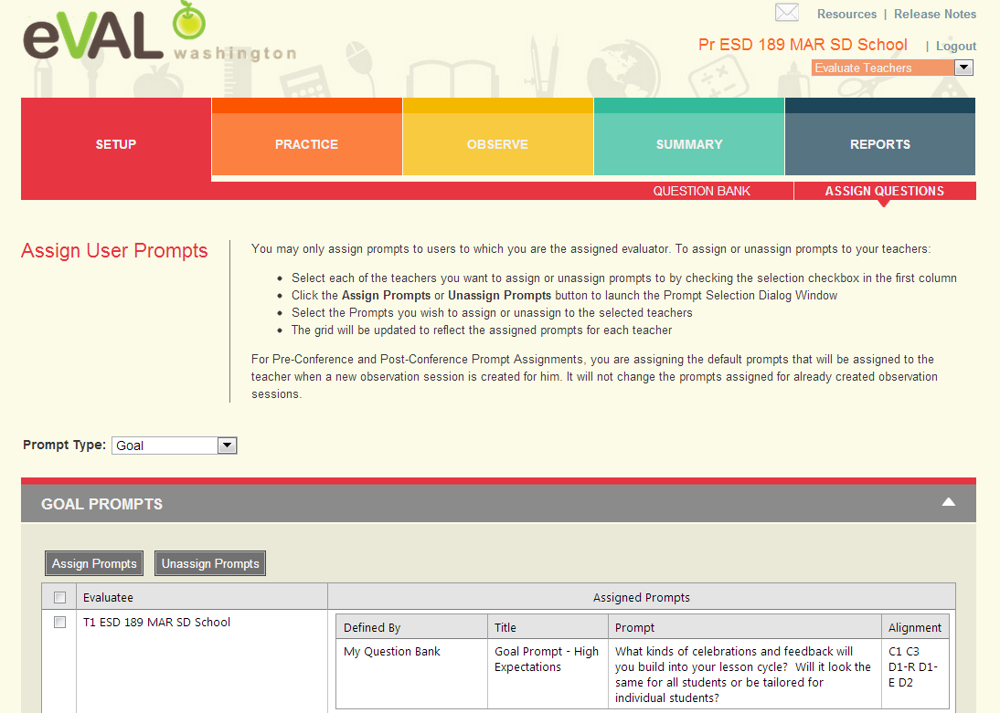 eVAL washington
Resources | Release Notes
Pr ESD 189 MAR SD School | Logout
Evaluate Teachers
SETUP PRACTICE OBSERVE SUMMARY REPORTS
QUESTION BANK ASSIGN QUESTIONS
Assign User Prompts
You may only assign prompts to users to which you are the assigned evaluator. To assign or unassign prompts to your teachers:
• Select each of the teachers you want to assign or unassign prompts to by checking the selection checkbox in the first column
• Click the Assign Prompts or Unassign Prompts button to launch the Prompt Selection Dialog Window
• Select the Prompts you wish to assign or unassign to the selected teachers
• The grid will be updated to reflect the assigned prompts for each teacher
For Pre-Conference and Post-Conference Prompt Assignments, you are assigning the default prompts that will be assigned to the
teacher when a new observation session is created for him. It will not change the prompts assigned for already created observation
sessions.
Prompt Type: Goal
GOAL PROMPTS
Assign Prompts Unassign Prompts
Evaluatee Assigned Prompts
T1 ESD 189 MAR SD School
Defined By Title Prompt Alignment
My Question Bank
Goal Prompt - High
Expectations
What kinds of celebrations and feedback will
you build into your lesson cycle? Will it look the
same for all students or be tailored for
individual students?
C1 C3
D1-R D1-
E D2